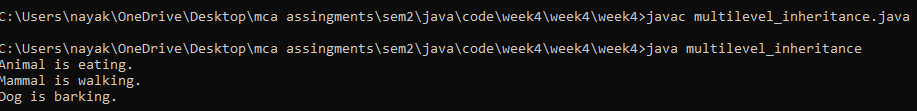 C:\Users\nayak\OneDrive\Desktop\mca assingments\sem2\java\code\week4\week4\week4>javac multilevel_inheritance.java
C:\Users\nayak\OneDrive\Desktop\mca assingments\sem2\java\code\week4\week4\week4>java multilevel_inheritance
Animal is eating.
Mammal is walking.
Dog is barking.